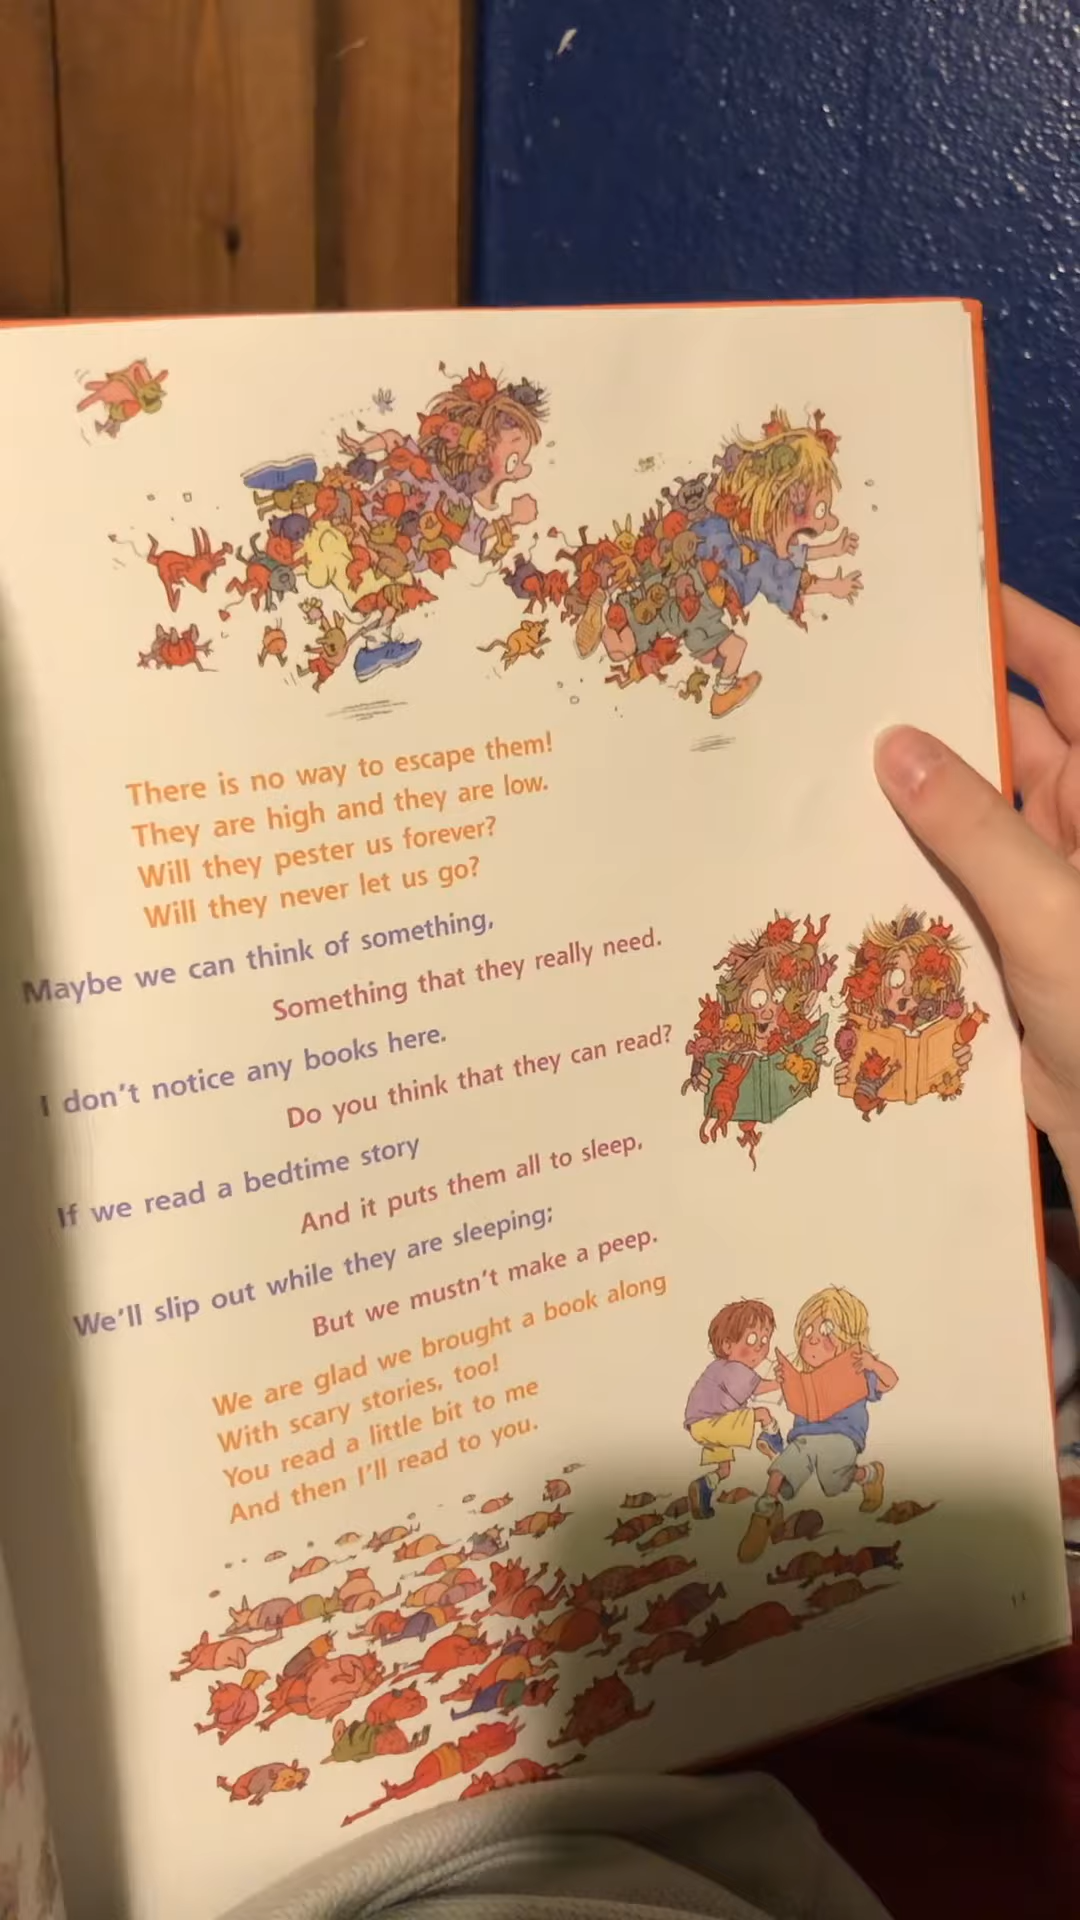 There is no way to escape them!
They are high and they are low.
Will they pester us forever?
Will they never let us go?
Maybe we can think of something,
Something that they really need.
I don't notice any books here.
Do you think that they can read?
If we read a bedtime story
And it puts them all to sleep,
We'll slip out while they are sleeping;
But we mustn't make a peep.
We are glad we brought a book along
With scary stories, too!
You read a little bit to me
And then I'll read to you.